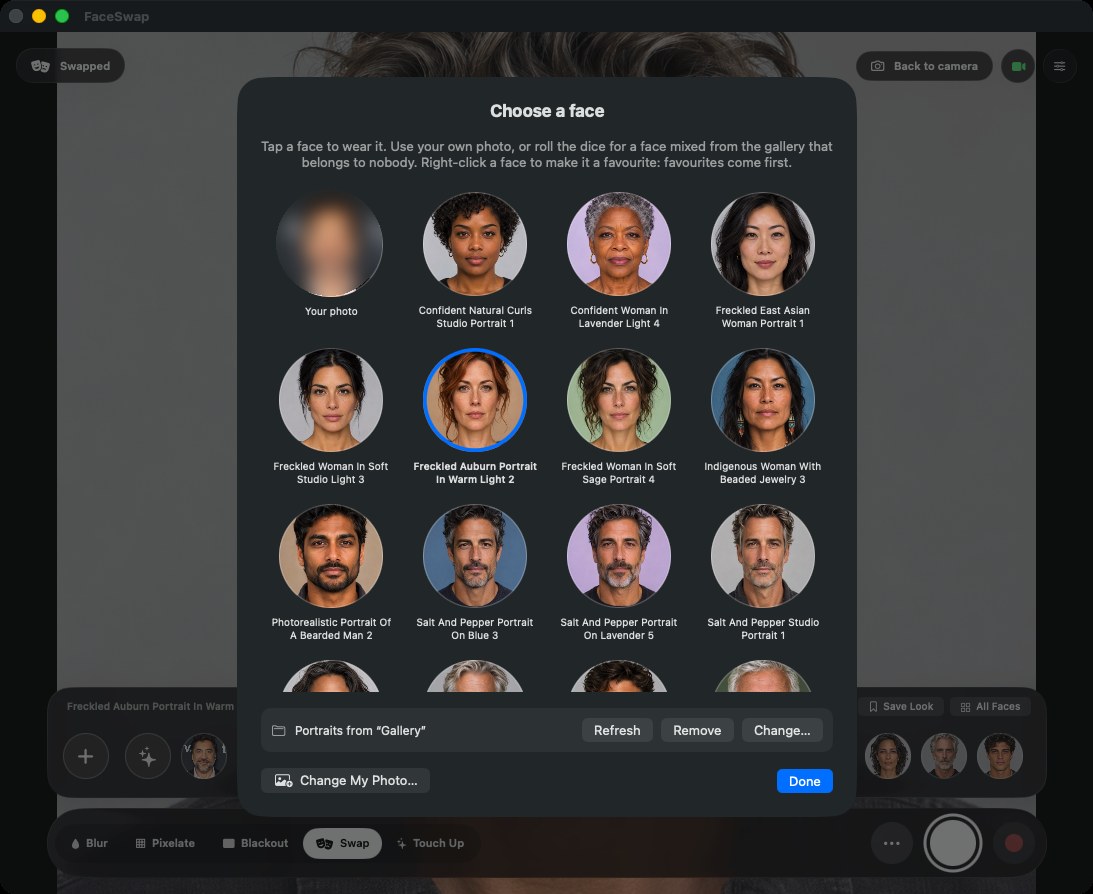 FaceSwap
Swapped
Back to camera
Choose a face
Tap a face to wear it. Use your own photo, or roll the dice for a face mixed from the gallery that
belongs to nobody. Right-click a face to make it a favourite: favourites come first.
Your photo
Confident Natural Curls
Studio Portrait 1
Confident Woman In
Lavender Light 4
Freckled East Asian
Woman Portrait 1
Freckled Woman In Soft
Studio Light 3
Freckled Auburn Portrait
In Warm Light 2
Freckled Woman In Soft
Sage Portrait 4
Indigenous Woman With
Beaded Jewelry 3
Photorealistic Portrait Of
A Bearded Man 2
Salt And Pepper Portrait
On Blue 3
Salt And Pepper Portrait
On Lavender 5
Salt And Pepper Studio
Portrait 1
Freckled Auburn Portrait In Warm
Save Look
All Faces
Portraits from “Gallery”
Refresh
Remove
Change...
Change My Photo...
Done
Blur
Pixelate
Blackout
Swap
Touch Up